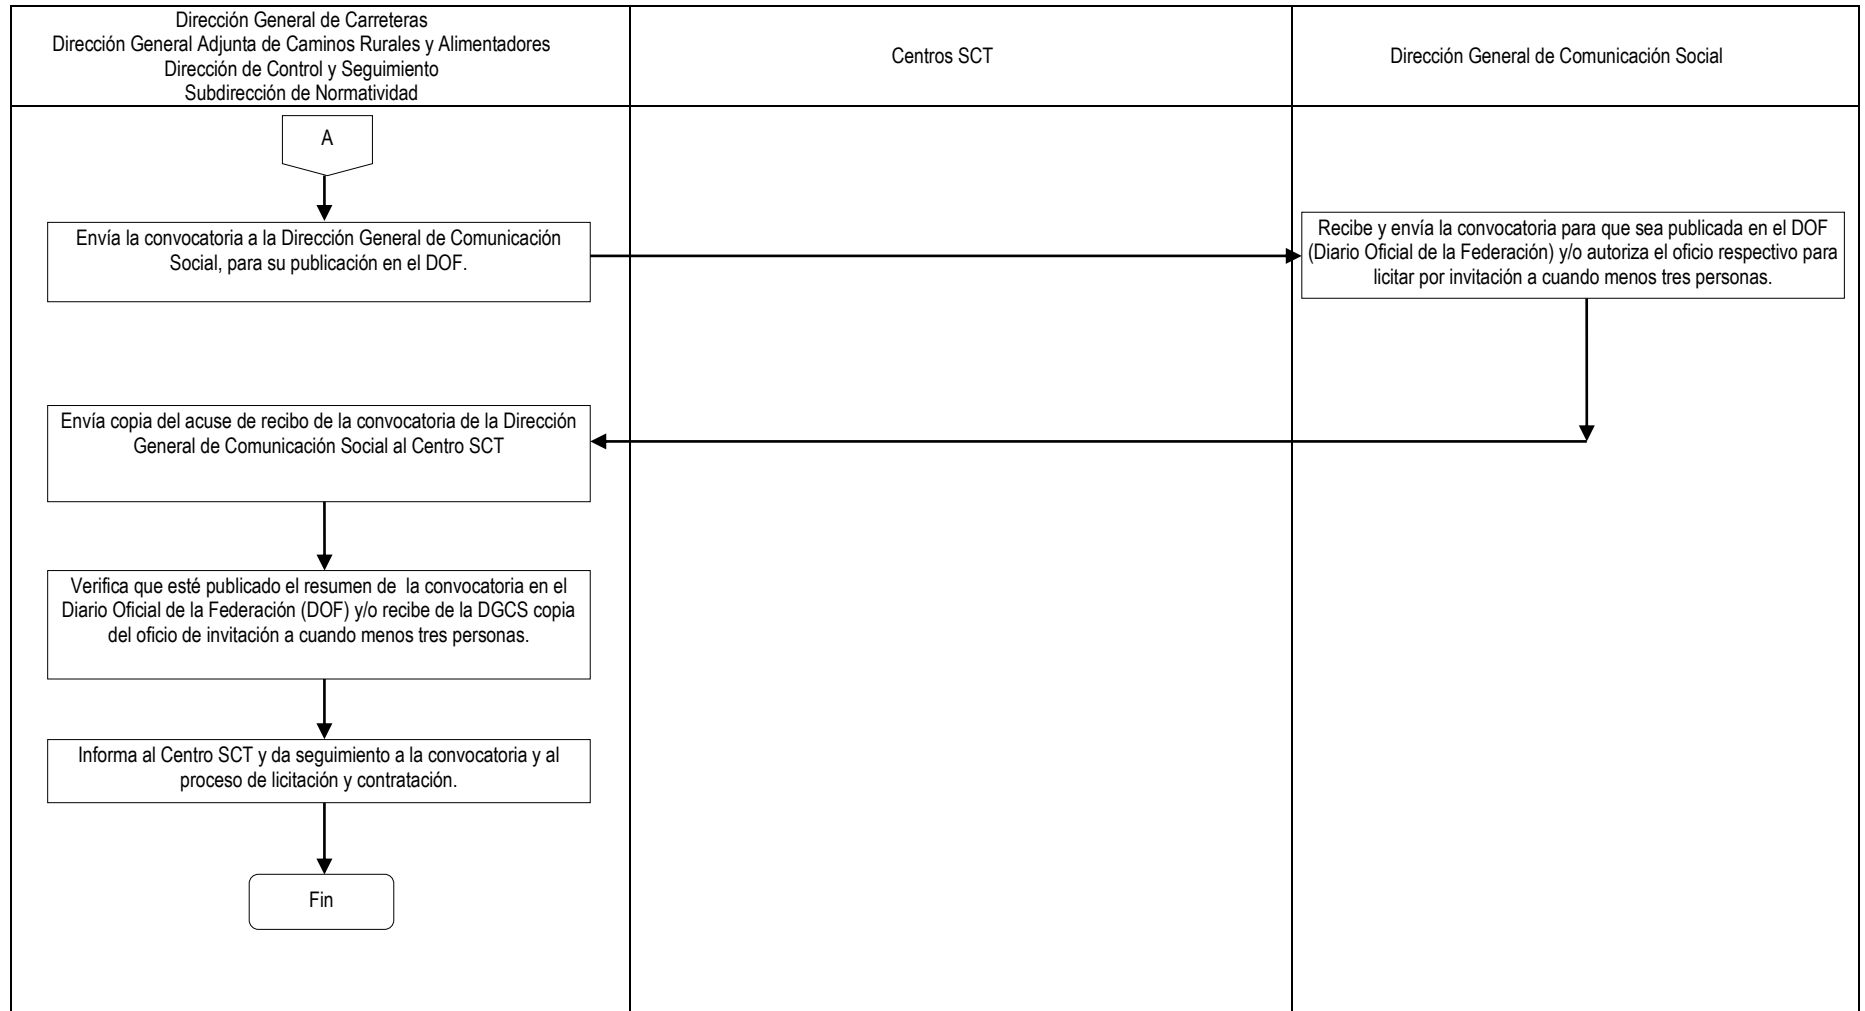 Dirección General de Carreteras
Dirección General Adjunta de Caminos Rurales y Alimentadores
Dirección de Control y Seguimiento
Subdirección de Normatividad
Centros SCT
Dirección General de Comunicación Social
A
Envía la convocatoria a la Dirección General de Comunicación
Social, para su publicación en el DOF.
Recibe y envía la convocatoria para que sea publicada en el DOF
(Diario Oficial de la Federación) y/o autoriza el oficio respectivo para
licitar por invitación a cuando menos tres personas.
Envía copia del acuse de recibo de la convocatoria de la Dirección
General de Comunicación Social al Centro SCT
Verifica que esté publicado el resumen de la convocatoria en el
Diario Oficial de la Federación (DOF) y/o recibe de la DGCS copia
del oficio de invitación a cuando menos tres personas.
Informa al Centro SCT y da seguimiento a la convocatoria y al
proceso de licitación y contratación.
Fin